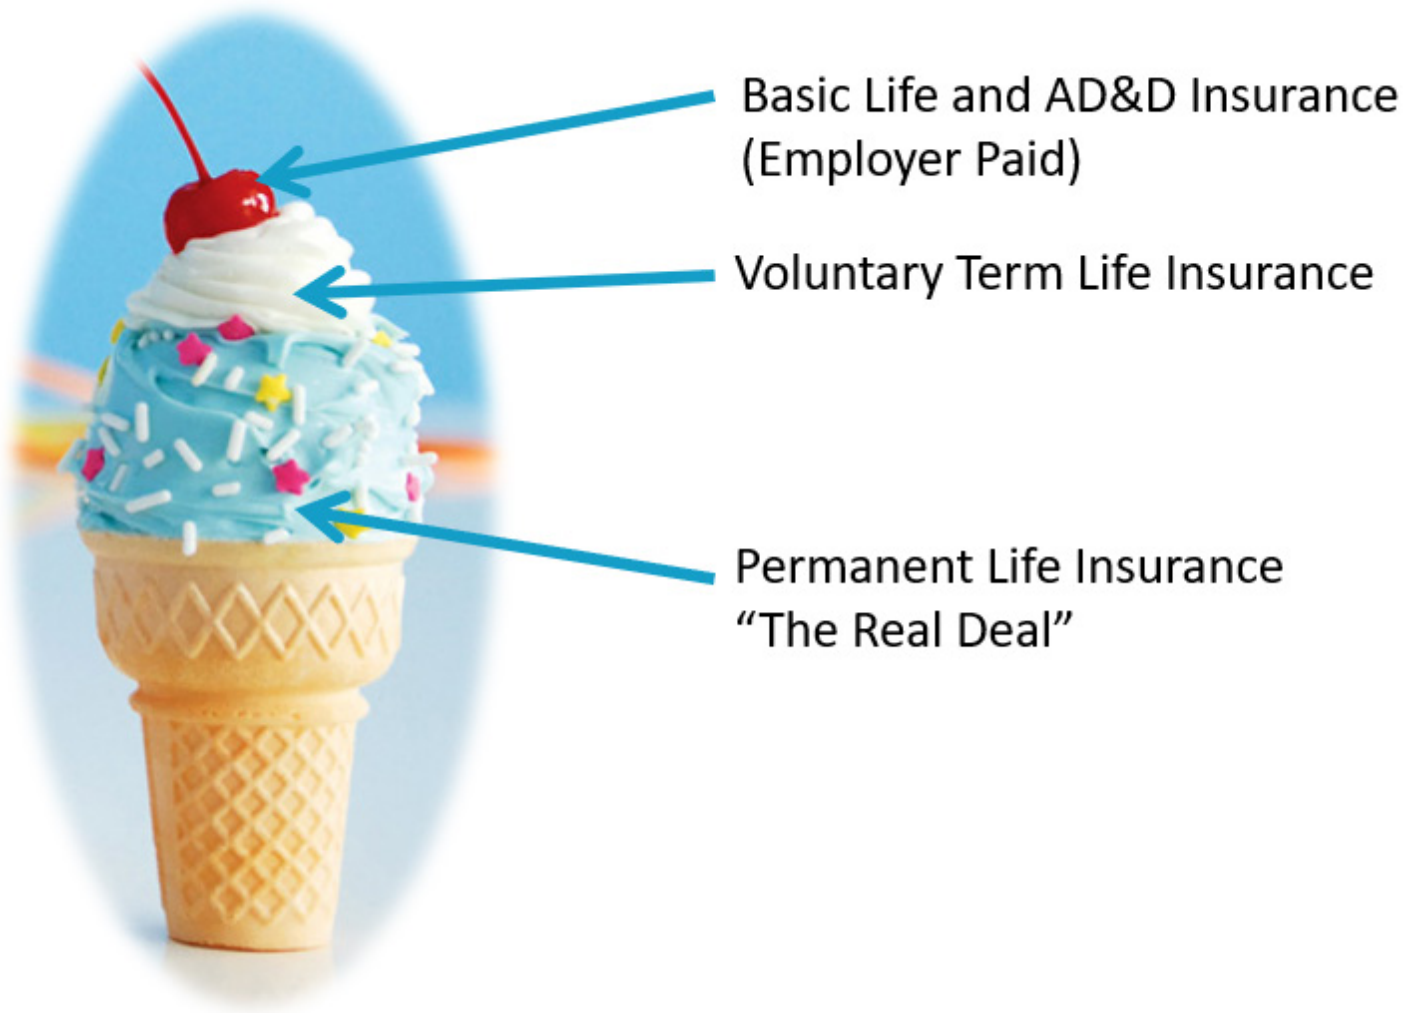 Basic Life and AD&D Insurance
(Employer Paid)
Voluntary Term Life Insurance
Permanent Life Insurance
“The Real Deal”